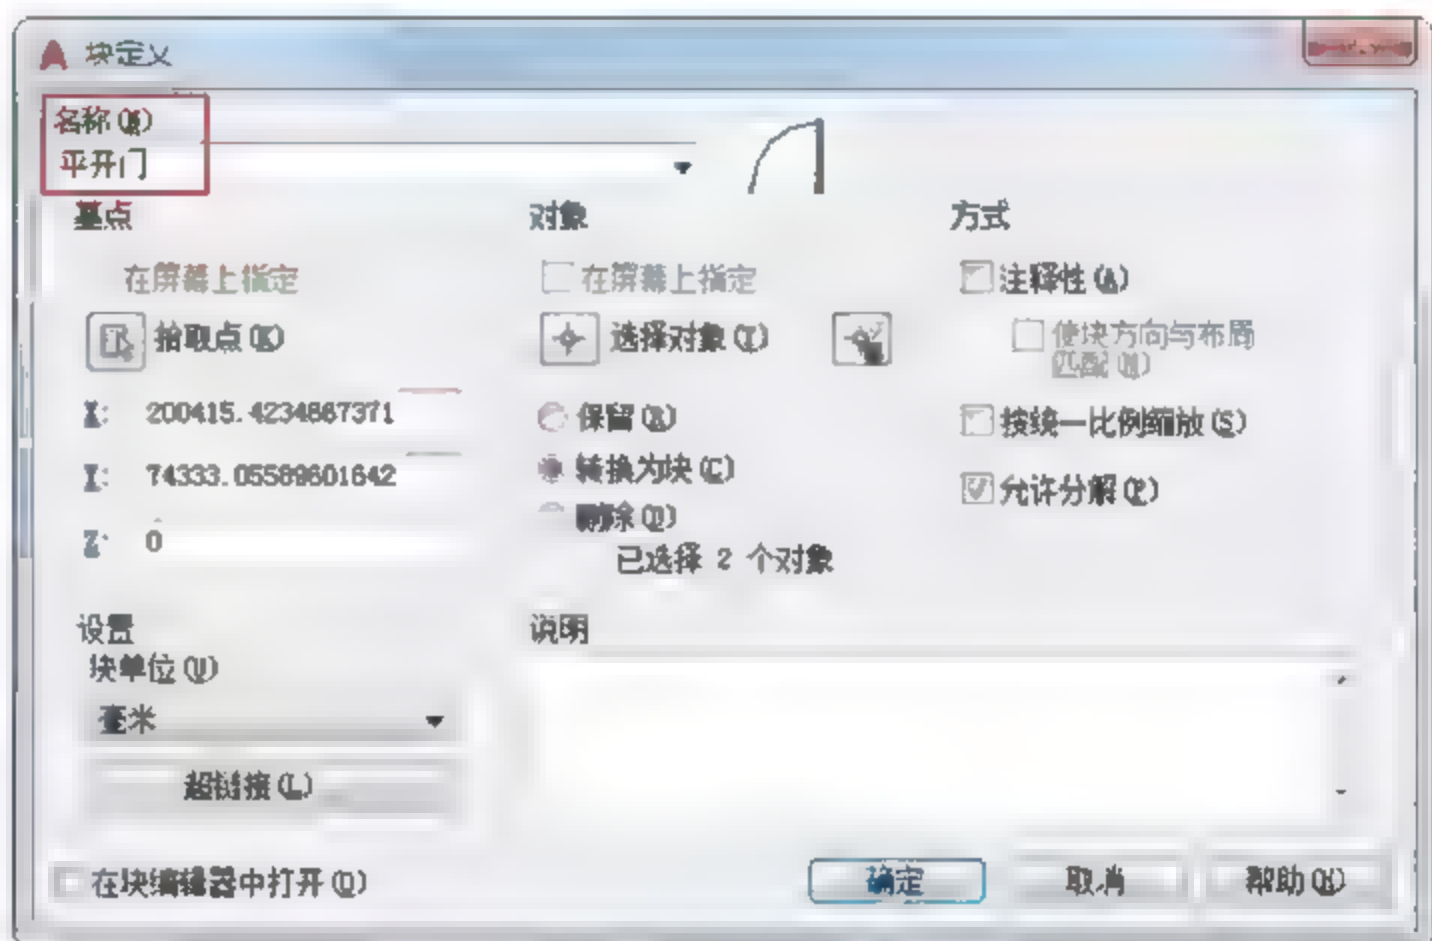 块定义
名称(N)
平开门
基点
在屏幕上指定
拾取点(K)
X: 200415.4234867371
Y: 74333.05589601642
Z: 0
对象
在屏幕上指定
选择对象(T)
保留(R)
转换为块(C)
删除(D)
已选择 2 个对象
方式
注释性(A)
使块方向与布局
匹配(M)
按统一比例缩放(S)
允许分解(P)
设置
块单位(U)
毫米
超链接(L)
说明
在块编辑器中打开(O)
确定
取消
帮助(H)